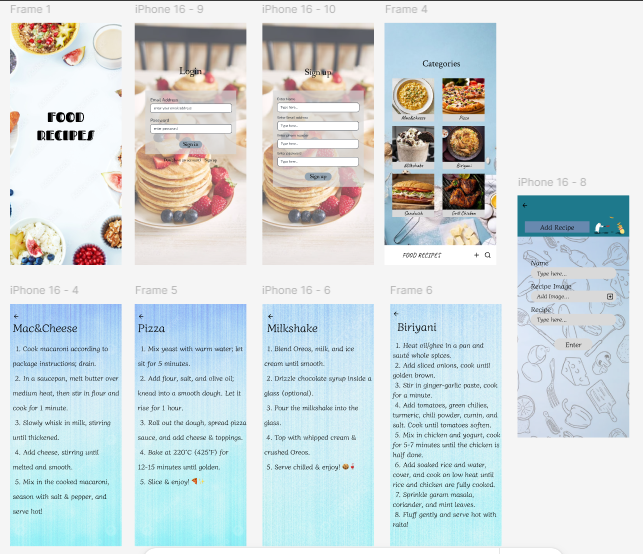 Frame 1
iPhone 16 - 9
iPhone 16 - 10
Frame 4
FOOD
RECIPES
Login
Email Address
enter your email address
Password
enter password
Sign in
Sign up
Enter Name
Type here...
Enter Email address
Type here...
Type here...
Enter password
Type here...
Sign up
Categories
Mac&cheese
Pizza
Milkshake
Biriyani
Sandwich
Grill Chicken
FOOD RECIPES
iPhone 16 - 8
Add Recipe
Name
Type here...
Recipe Image
Add Image...
Recipe
Type here...
Enter
iPhone 16 - 4
Mac&Cheese
1. Cook macaroni according to
package instructions; drain.
2. In a saucepan, melt butter over
medium heat, then stir in flour and
cook for 1 minute.
3. Slowly whisk in milk, stirring
until thickened.
4. Add cheese, stirring until
melted and smooth.
5. Mix in the cooked macaroni,
season with salt & pepper, and
serve hot!
Frame 5
Pizza
1. Mix yeast with warm water; let
sit for 5 minutes.
2. Add flour, salt, and olive oil;
knead into a smooth dough. Let it
rise for 1 hour.
3. Roll out the dough, spread pizza
sauce, and add cheese & toppings.
4. Bake at 220°C (425°F) for
12-15 minutes until golden.
5. Slice & enjoy! 🍕✨
iPhone 16 - 6
Milkshake
1. Blend Oreos, milk, and ice
cream until smooth.
2. Drizzle chocolate syrup inside a
glass (optional).
3. Pour the milkshake into the
glass.
4. Top with whipped cream &
crushed Oreos.
5. Serve chilled & enjoy!
Frame 6
Biriyani
1. Heat oil/ghee in a pan and
sauté whole spices.
2. Add sliced onions, cook until
golden brown.
3. Stir in ginger-garlic paste, cook
for a minute.
4. Add tomatoes, green chilies,
turmeric, chili powder, cumin, and
salt. Cook until tomatoes soften.
5. Mix in chicken and yogurt, cook
for 5-7 minutes until the chicken is
half done.
6. Add soaked rice and water,
cover, and cook on low heat until
rice and chicken are fully cooked.
7. Sprinkle garam masala,
coriander, and mint leaves.
8. Fluff gently and serve hot with
raita!